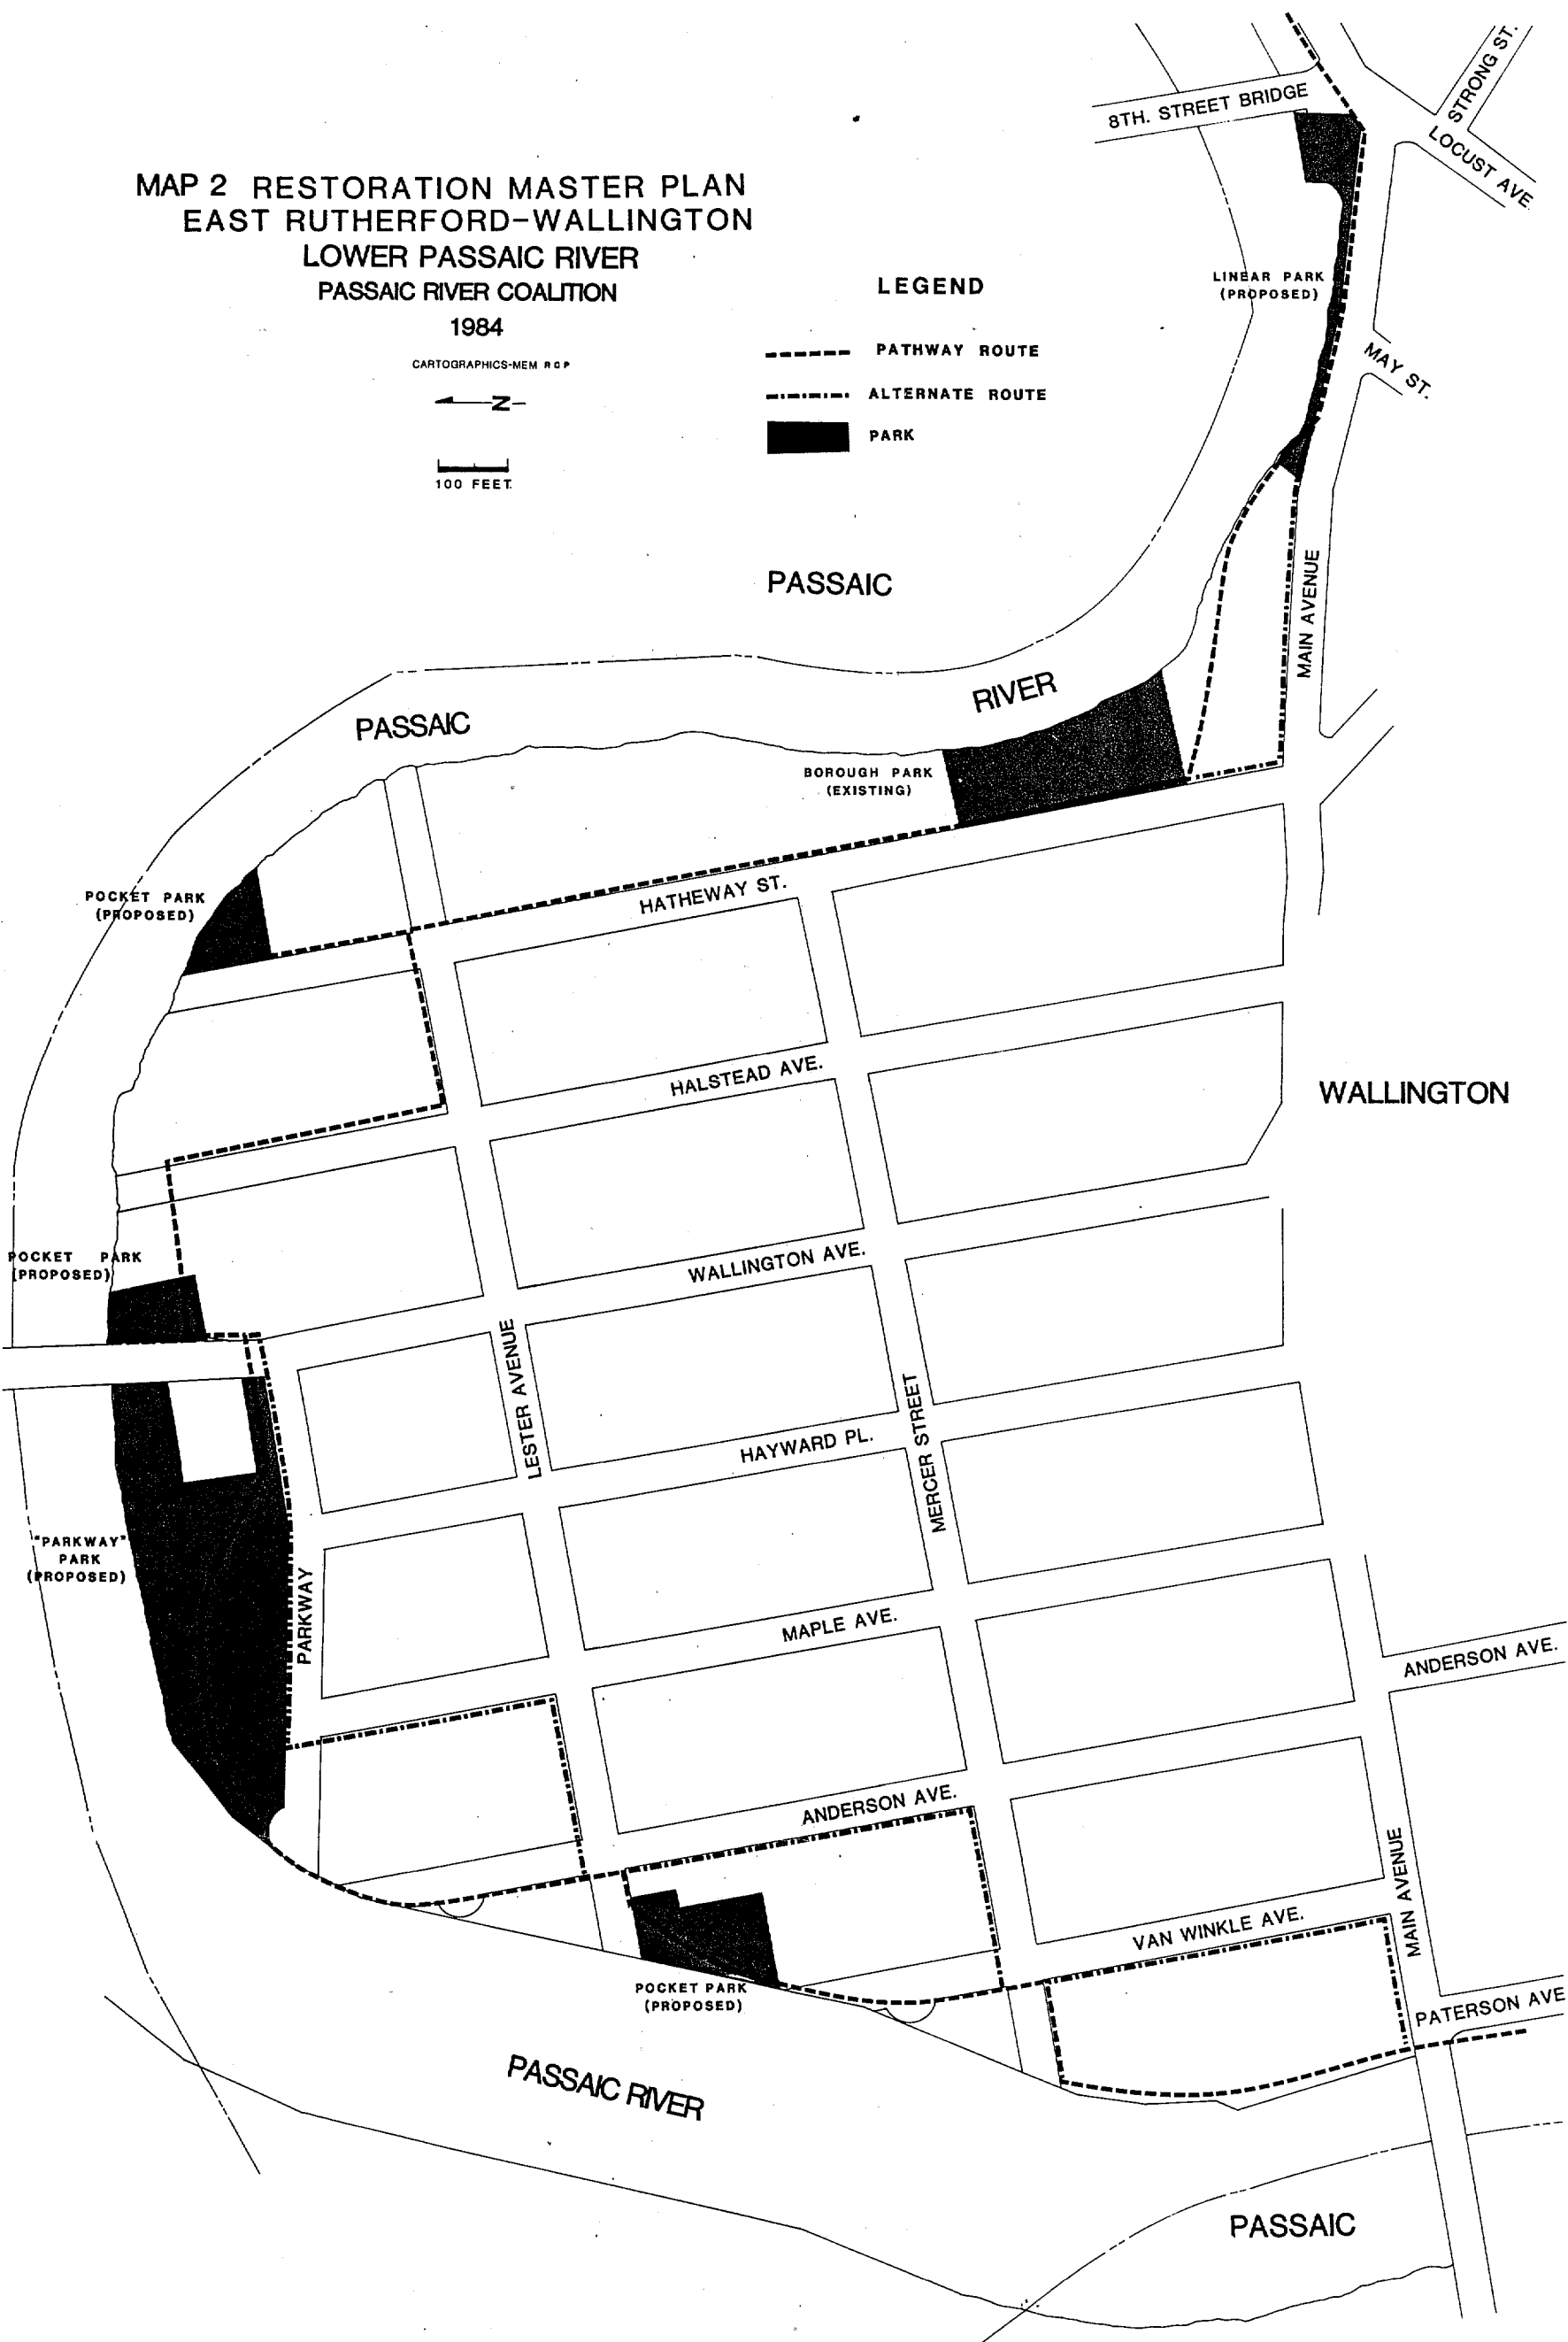 8TH. STREET BRIDGE
STRONG ST.
LOCUST AVE.
MAP 2 RESTORATION MASTER PLAN
EAST RUTHERFORD-WALLINGTON
LOWER PASSAIC RIVER
PASSAIC RIVER COALITION
1984
CARTOGRAPHICS-MEM RCP
N
100 FEET.
LEGEND
PATHWAY ROUTE
ALTERNATE ROUTE
PARK
LINEAR PARK
(PROPOSED)
MAY ST.
PASSAIC
MAIN AVENUE
PASSAIC
RIVER
BOROUGH PARK
(EXISTING)
POCKET PARK
(PROPOSED)
HATHEWAY ST.
HALSTEAD AVE.
WALLINGTON
POCKET PARK
(PROPOSED)
WALLINGTON AVE.
LESTER AVENUE
MERCER STREET
HAYWARD PL.
"PARKWAY"
PARK
(PROPOSED)
PARKWAY
MAPLE AVE.
ANDERSON AVE.
ANDERSON AVE.
MAIN AVENUE
VAN WINKLE AVE.
POCKET PARK
(PROPOSED)
PATERSON AVE
PASSAIC RIVER
PASSAIC